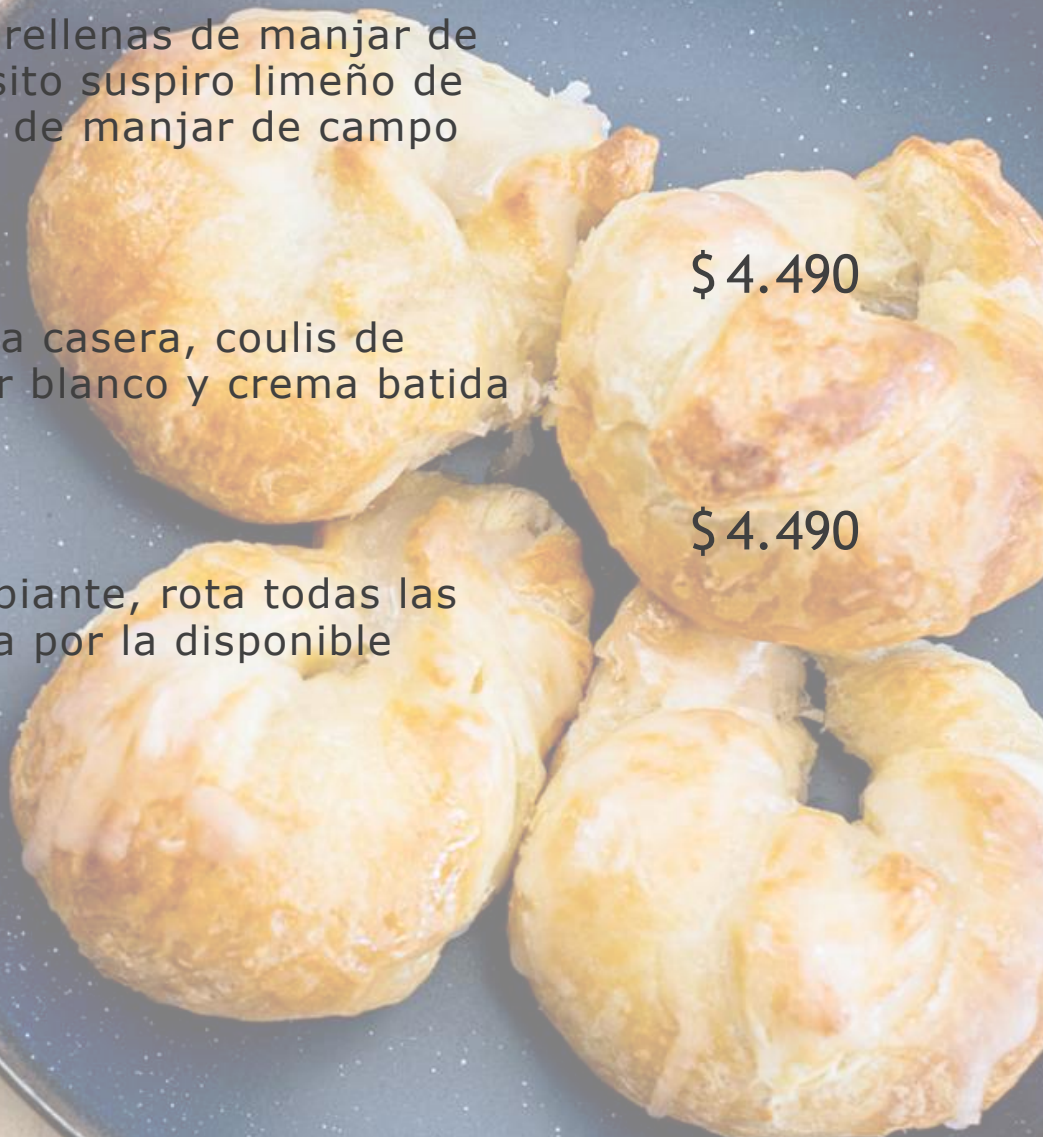 rellenas de manjar de
sito suspiro limeño de
de manjar de campo
$ 4.490
a casera, coulis de
r blanco y crema batida
$ 4.490
biante, rota todas las
a por la disponible